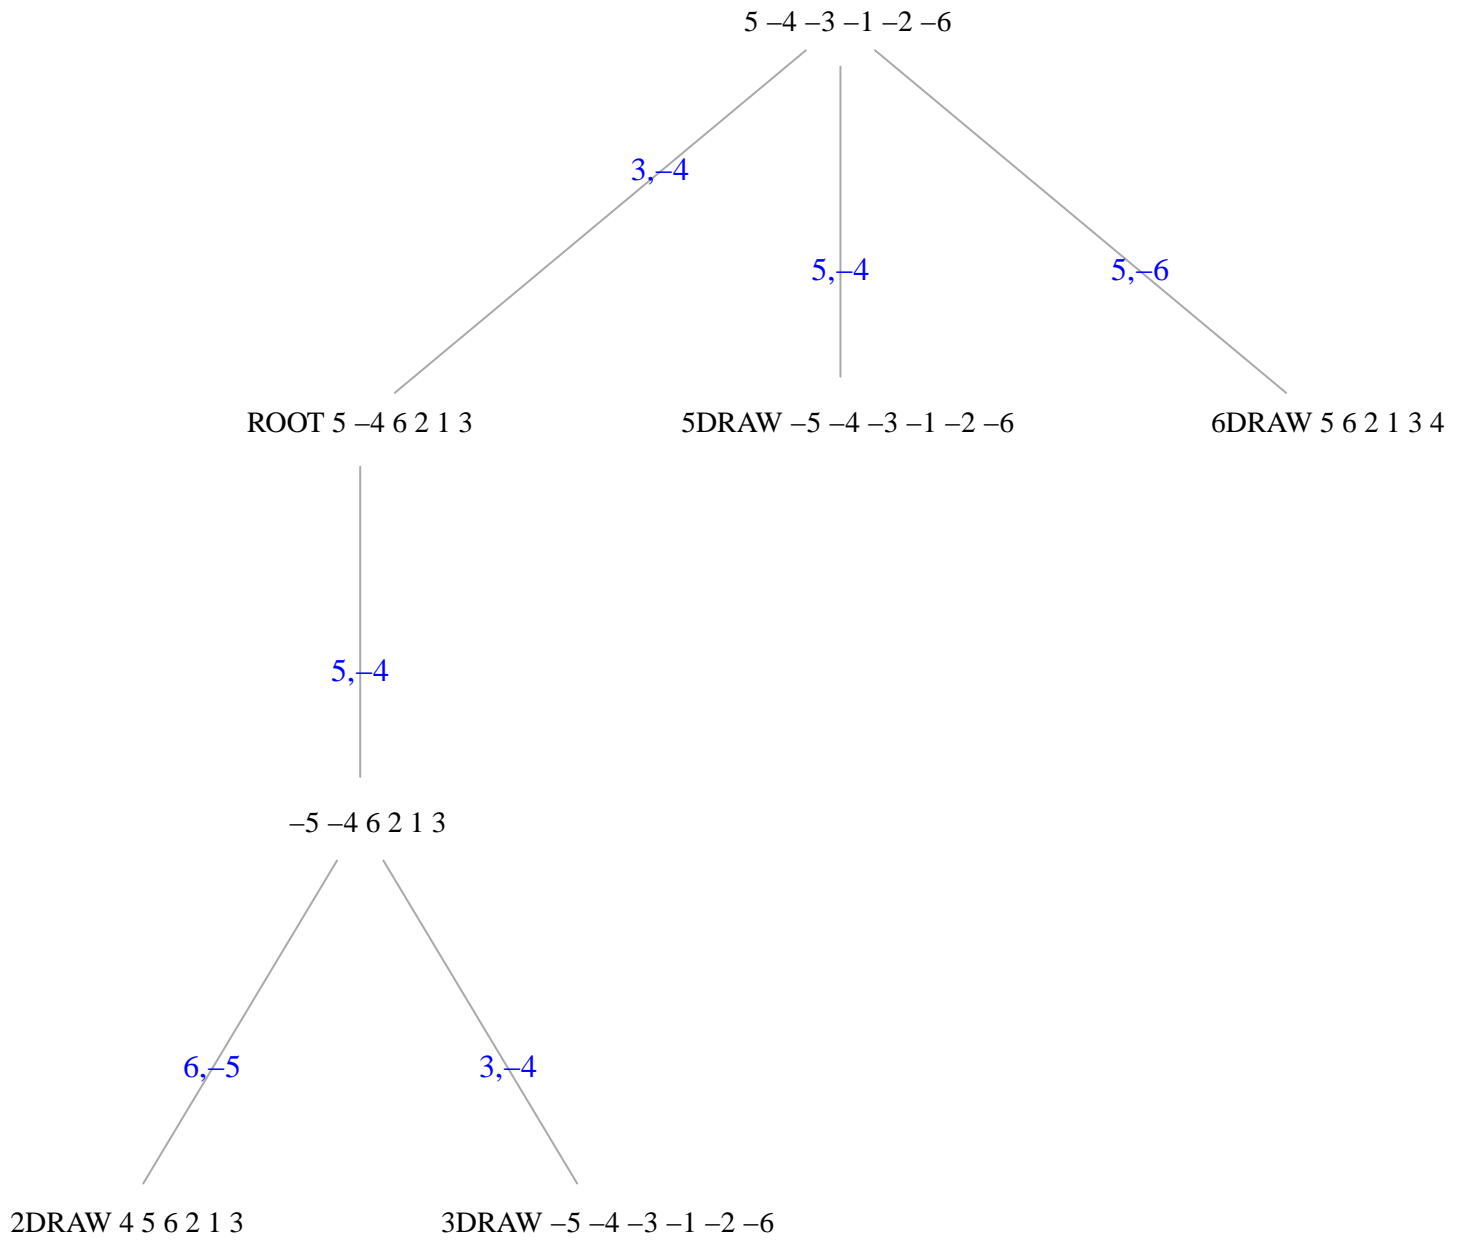 5 –4 –3 –1 –2 –6
3,–4
5,–4
5,–6
ROOT 5 –4 6 2 1 3
5DRAW –5 –4 –3 –1 –2 –6
6DRAW 5 6 2 1 3 4
5,–4
–5 –4 6 2 1 3
6,–5
3,–4
2DRAW 4 5 6 2 1 3
3DRAW –5 –4 –3 –1 –2 –6